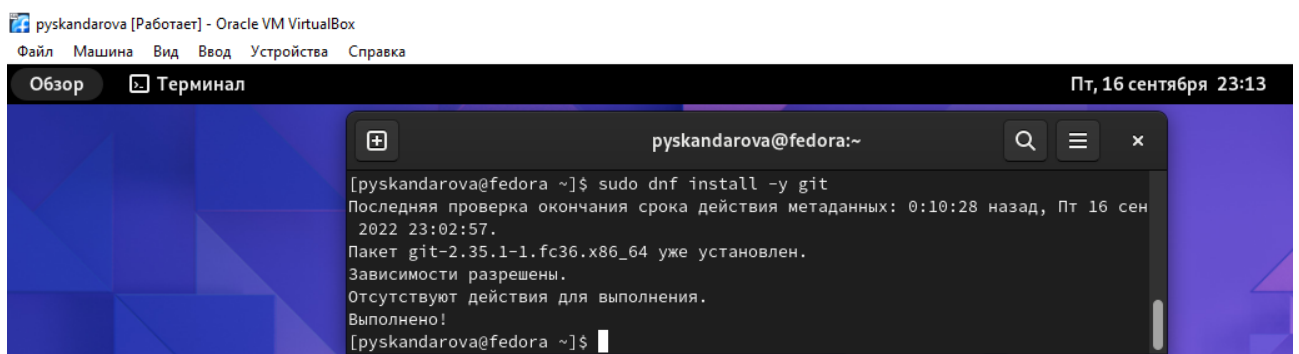 pyskandarova [Работает] - Oracle VM VirtualBox
Файл Машина Вид Ввод Устройства Справка
Обзор Терминал Пт, 16 сентября 23:13
pyskandarova@fedora:~
[pyskandarova@fedora ~]$ sudo dnf install -y git
Последняя проверка окончания срока действия метаданных: 0:10:28 назад, Пт 16 сен
2022 23:02:57.
Пакет git-2.35.1-1.fc36.x86_64 уже установлен.
Зависимости разрешены.
Отсутствуют действия для выполнения.
Выполнено!
[pyskandarova@fedora ~]$